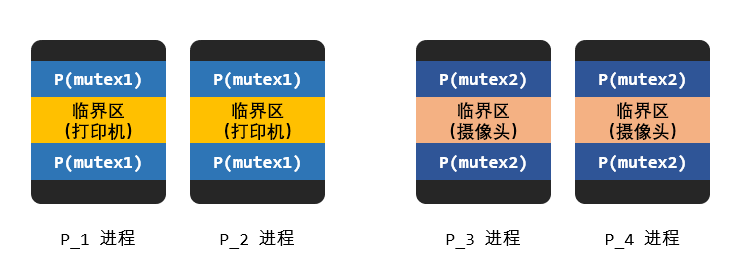 P(mutex1)
临界区
(打印机)
P(mutex1)
P_1 进程
P(mutex1)
临界区
(打印机)
P(mutex1)
P_2 进程
P(mutex2)
临界区
(摄像头)
P(mutex2)
P_3 进程
P(mutex2)
临界区
(摄像头)
P(mutex2)
P_4 进程